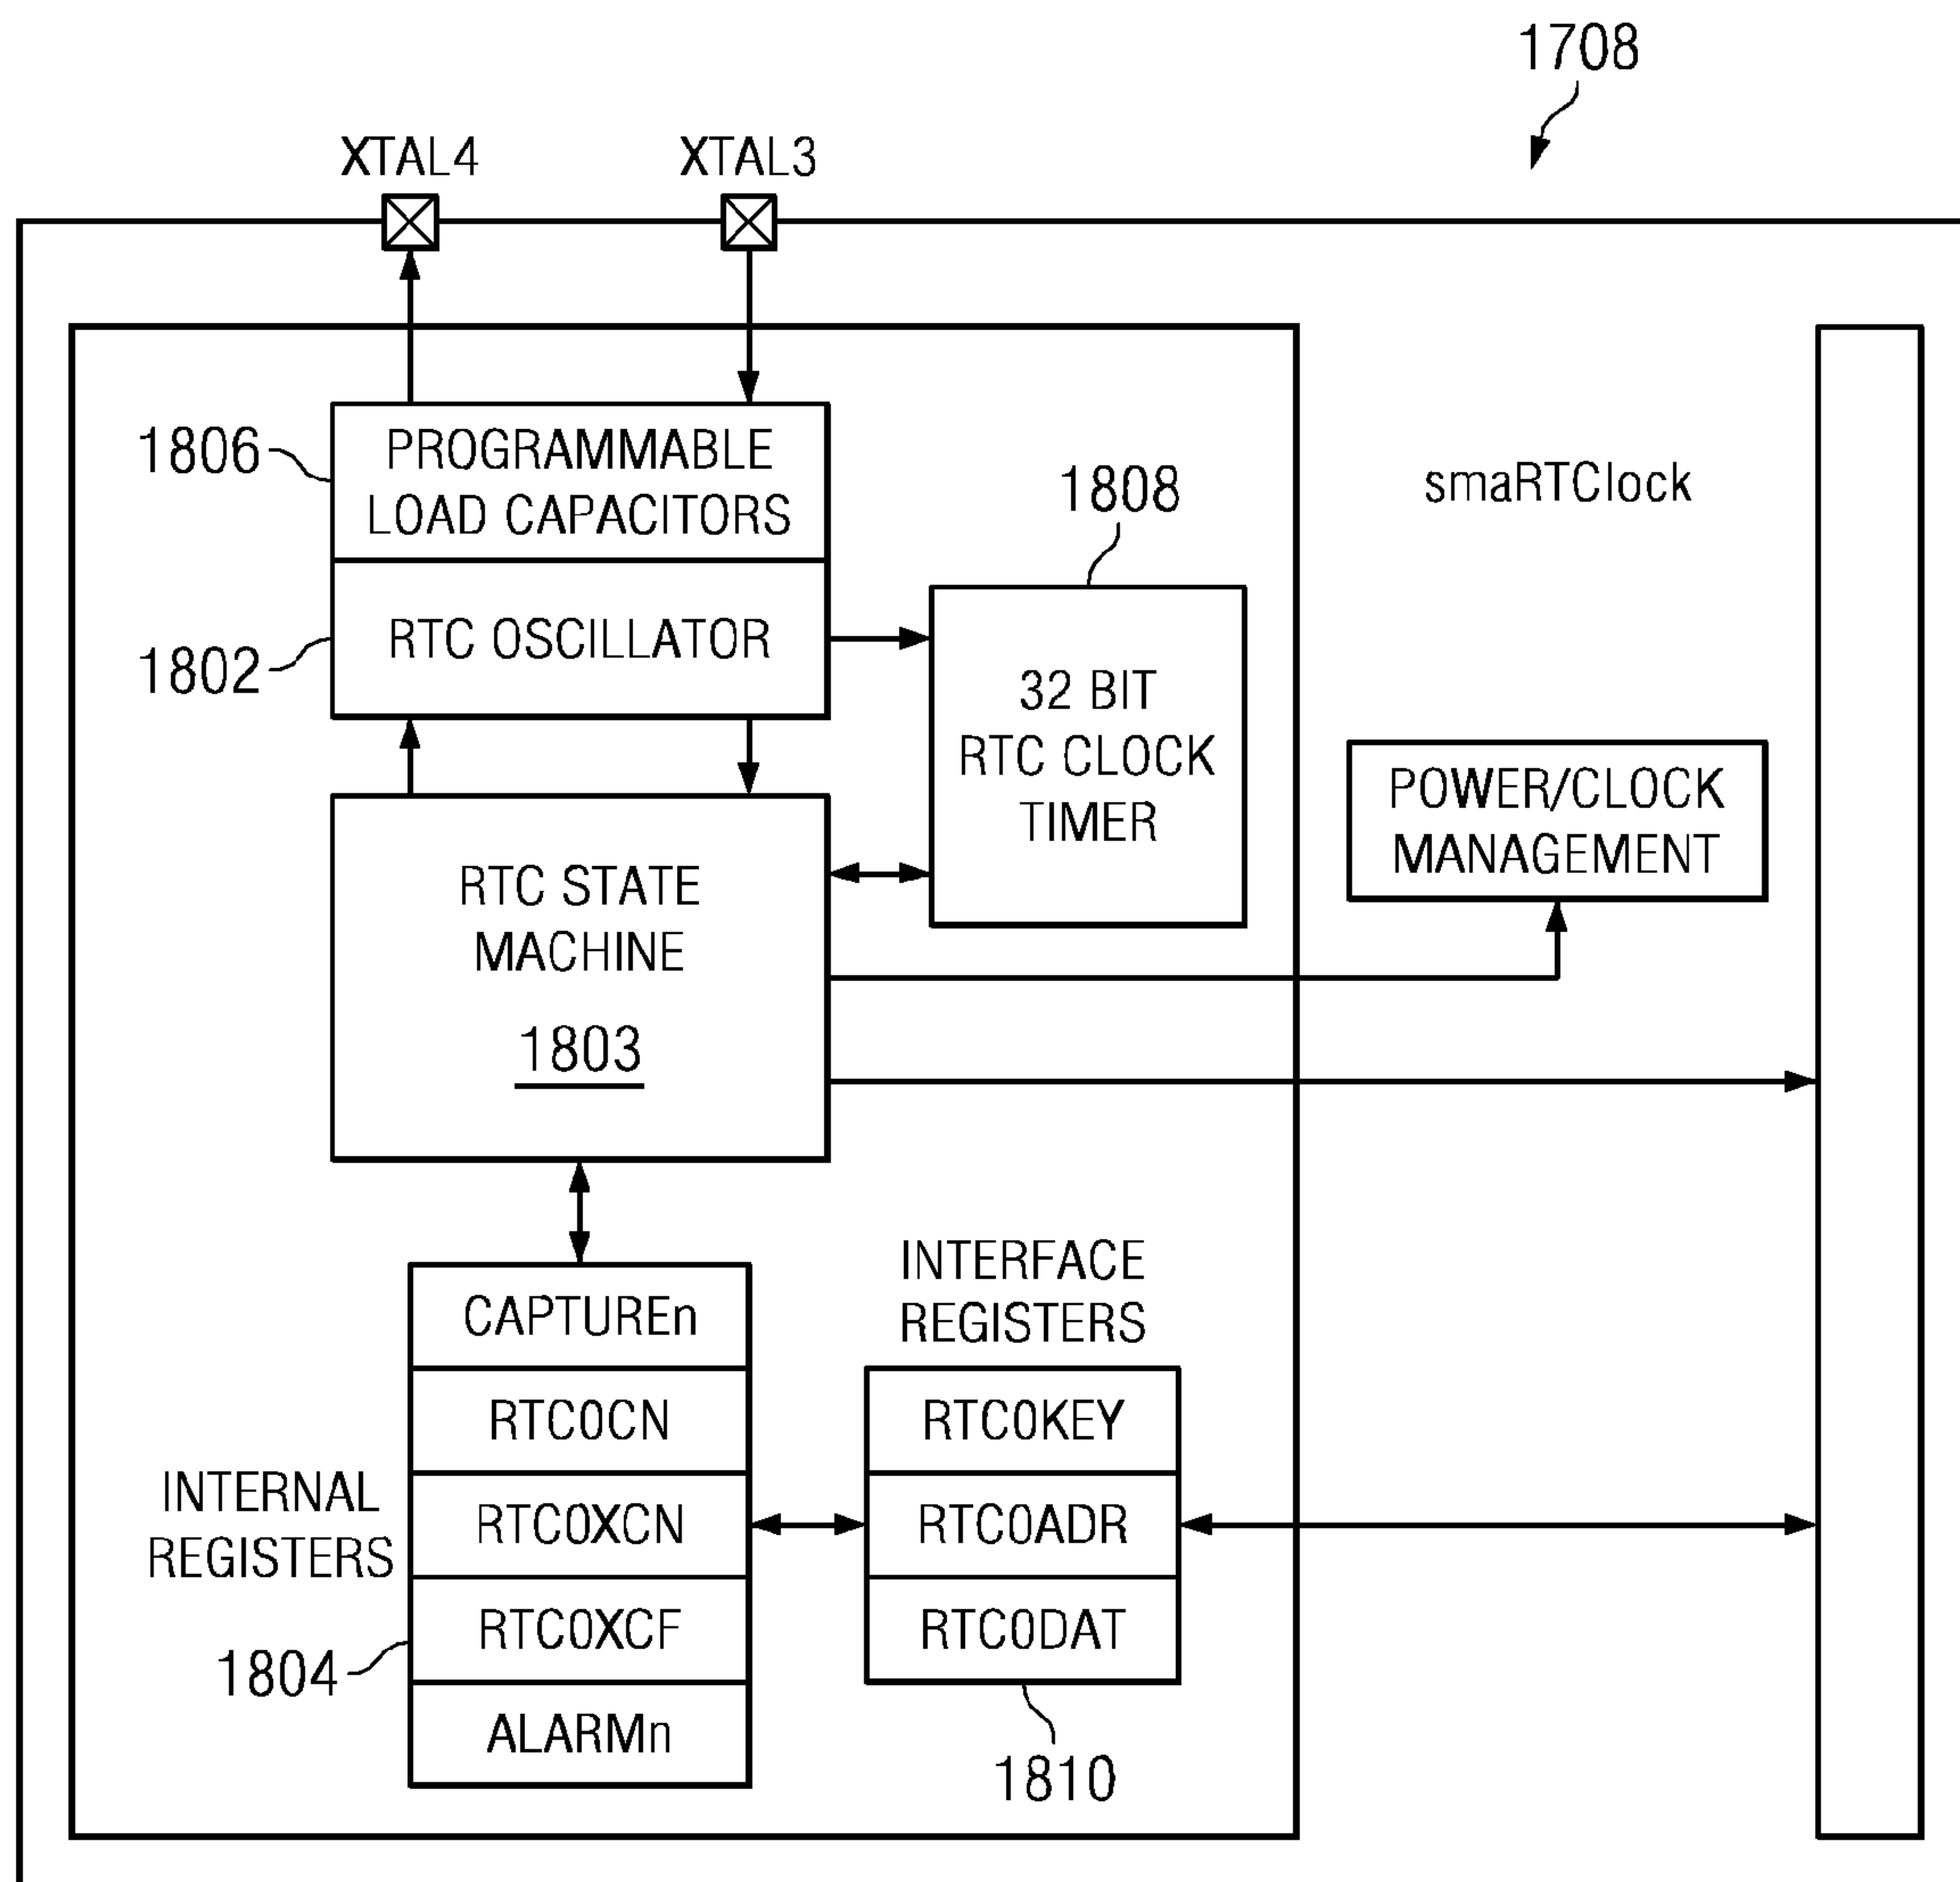 1708
XTAL4
XTAL3
1806
PROGRAMMABLE
LOAD CAPACITORS
1808
smaRTClock
1802
RTC OSCILLATOR
32 BIT
RTC CLOCK
TIMER
POWER/CLOCK
MANAGEMENT
RTC STATE
MACHINE
1803
INTERFACE
REGISTERS
CAPTUREn
RTC0CN
RTC0XCN
RTC0XCF
ALARMn
INTERNAL
REGISTERS
1804
RTC0KEY
RTC0ADR
RTC0DAT
1810